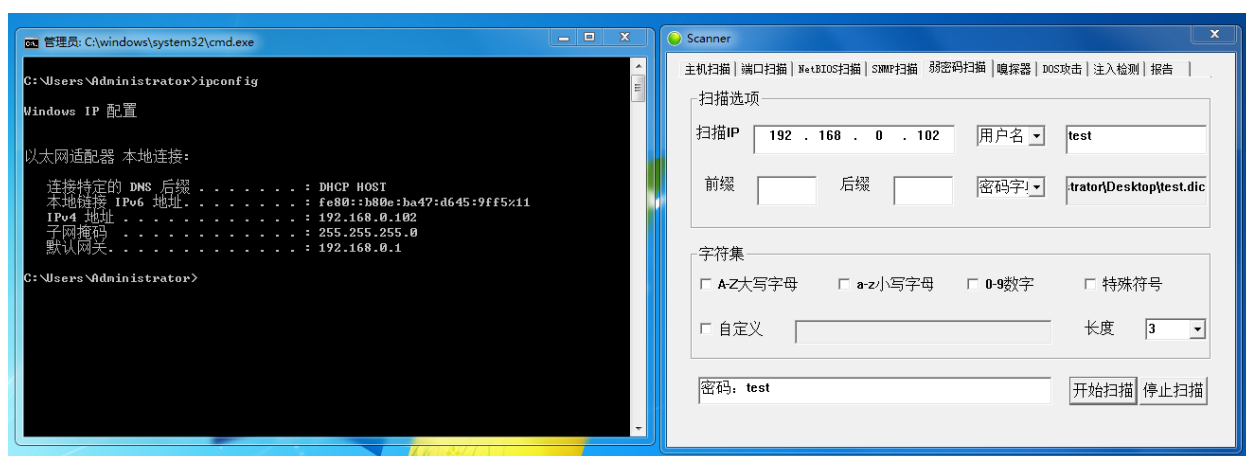 管理员: C:\windows\system32\cmd.exe
C:\Users\Administrator>ipconfig
Windows IP 配置
以太网适配器 本地连接:
连接特定的 DNS 后缀 . . . . . . . : DHCP HOST
本地链接 IPv6 地址. . . . . . . . : fe80::b80e:ba47:d645:9ff5%11
IPv4 地址 . . . . . . . . . . . . : 192.168.0.102
子网掩码 . . . . . . . . . . . . : 255.255.255.0
默认网关. . . . . . . . . . . . . : 192.168.0.1
C:\Users\Administrator>
Scanner
主机扫描 端口扫描 NetBIOS扫描 SNMP扫描 弱密码扫描 嗅探器 DOS攻击 注入检测 报告
扫描选项
扫描IP 192 . 168 . 0 . 102 用户名 test
前缀 后缀 密码字 :trator\Desktop\test.dic
字符集
A-Z大写字母 a-z小写字母 0-9数字 特殊符号
自定义 长度 3
密码：test 开始扫描 停止扫描